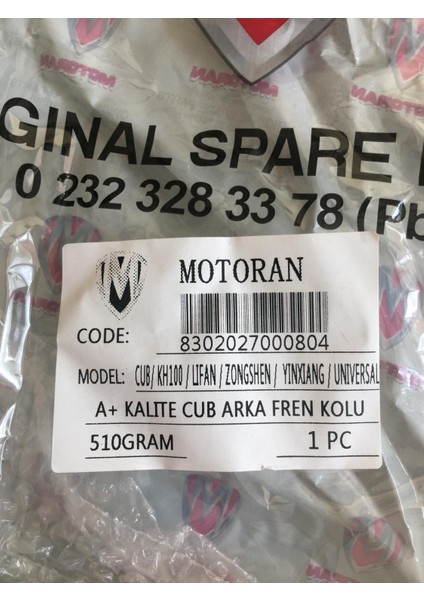 MOTORAN
GINAL SPARE
0 232 328 33 78 (Pb
MOTORAN
CODE: 8302027000804
MODEL: CUB/ KH100 / LIFAN / ZONGSHEN / YINXIANG / UNIVERSAL
A+ KALITE CUB ARKA FREN KOLU
510GRAM 1 PC